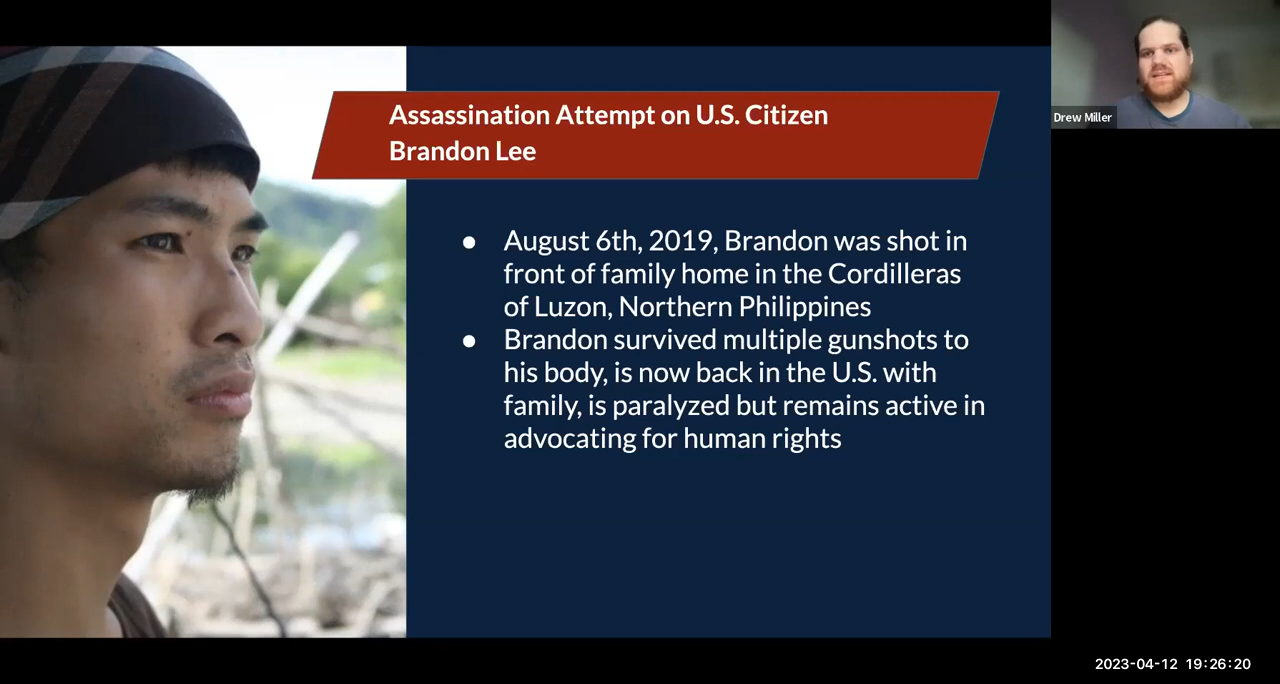 Assassination Attempt on U.S. Citizen
Brandon Lee
● August 6th, 2019, Brandon was shot in
front of family home in the Cordilleras
of Luzon, Northern Philippines
● Brandon survived multiple gunshots to
his body, is now back in the U.S. with
family, is paralyzed but remains active in
advocating for human rights
Drew Miller
2023-04-12 19:26:20